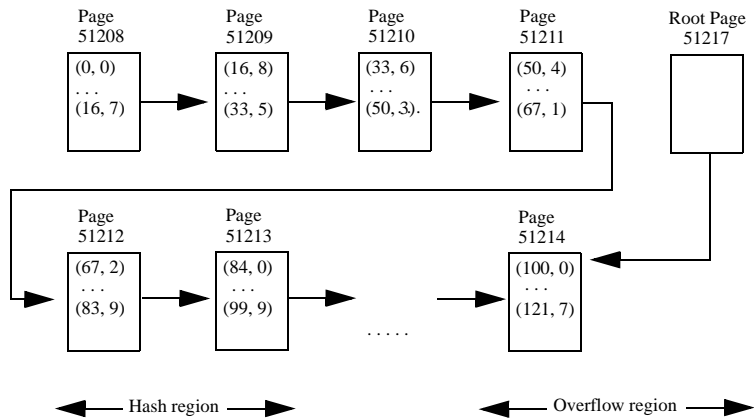 Page
51208
Page
51209
Page
51210
Page
51211
Root Page
51217
(0, 0)
. . .
(16, 7)
(16, 8)
. . .
(33, 5)
(33, 6)
. . .
(50, 3)
(50, 4)
. . .
(67, 1)
Page
51212
Page
51213
Page
51214
(67, 2)
. . .
(83, 9)
(84, 0)
. . .
(99, 9)
. . . . .
(100, 0)
. . .
(121, 7)
Hash region
Overflow region